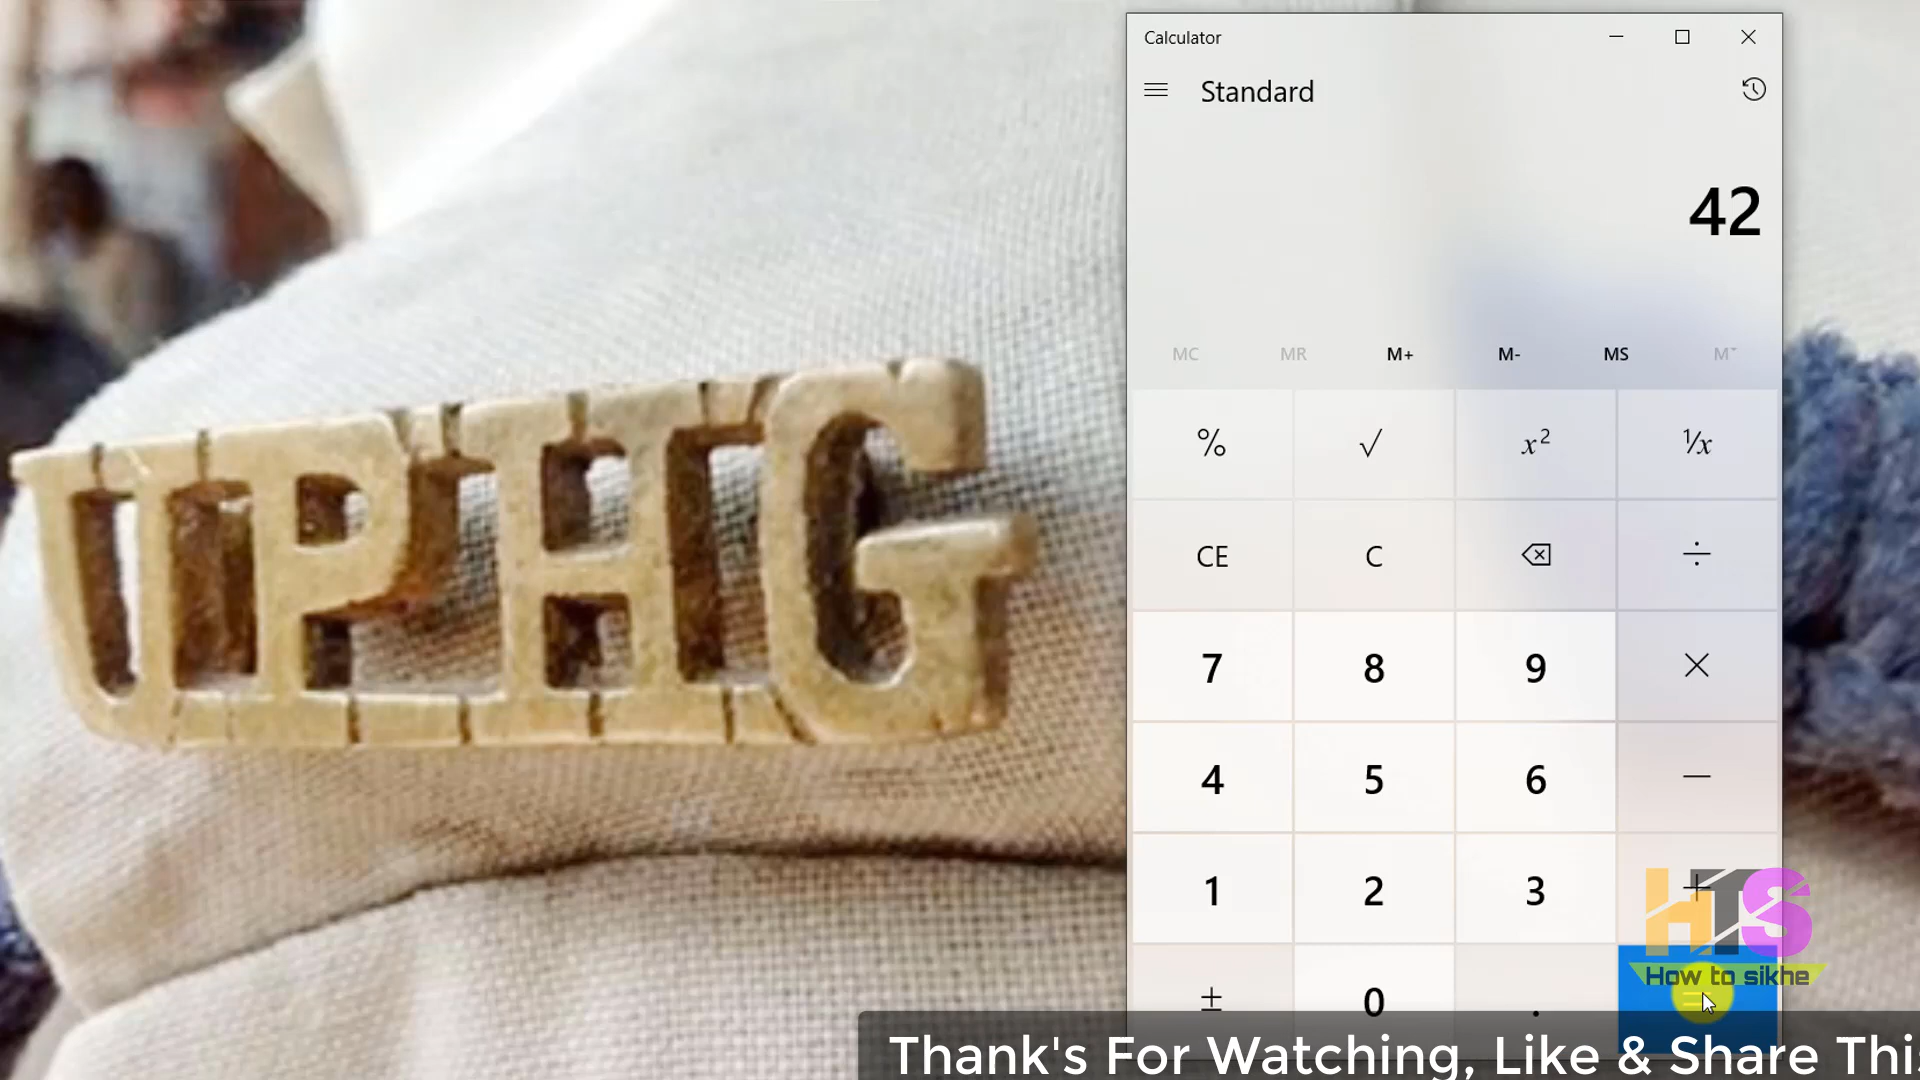 UPHG
Calculator
Standard
42
MC MR M+ M- MS M˅
% √ x² ¹/x
CE C ÷
7 8 9 ×
4 5 6 −
1 2 3 +
± 0 . =
HTS
How to sikhe
Thank's For Watching, Like & Share This